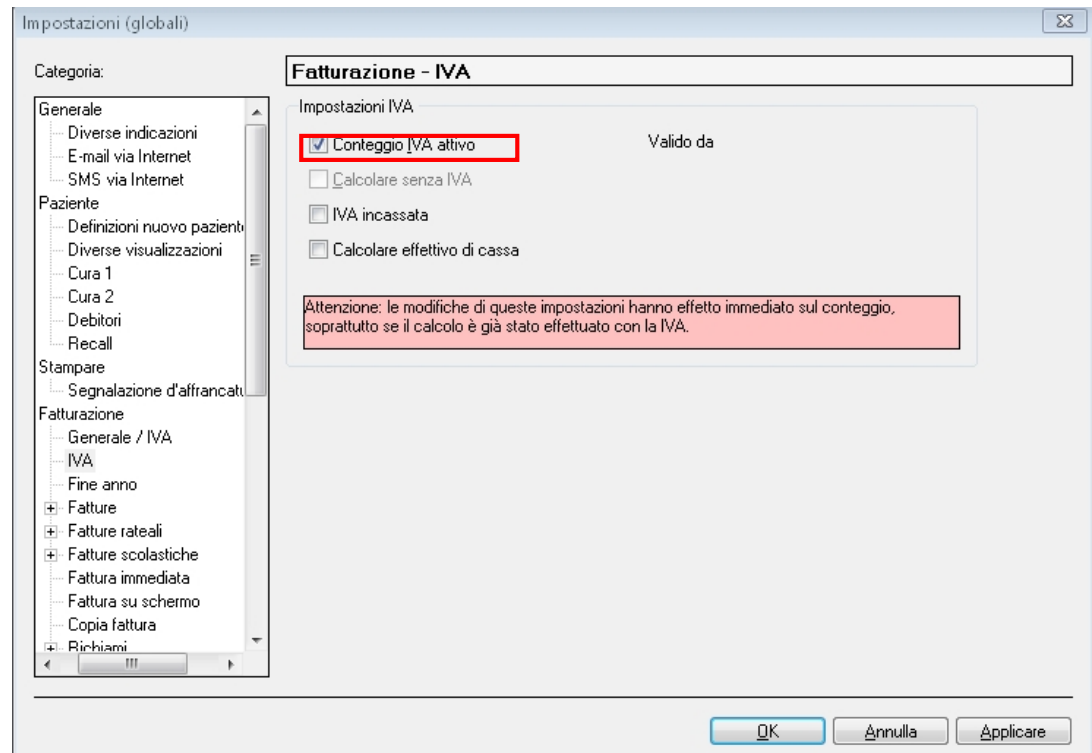 Impostazioni (globali)
Categoria:
Fatturazione - IVA
Generale
Diverse indicazioni
E-mail via Internet
SMS via Internet
Paziente
Definizioni nuovo pazient
Diverse visualizzazioni
Cura 1
Cura 2
Debitori
Recall
Stampare
Segnalazione d'affrancatu
Fatturazione
Generale / IVA
IVA
Fine anno
Fatture
Fatture rateali
Fatture scolastiche
Fattura immediata
Fattura su schermo
Copia fattura
Richiami
Impostazioni IVA
Conteggio IVA attivo
Valido da
Calcolare senza IVA
IVA incassata
Calcolare effettivo di cassa
Attenzione: le modifiche di queste impostazioni hanno effetto immediato sul conteggio,
soprattutto se il calcolo è già stato effettuato con la IVA.
OK
Annulla
Applicare